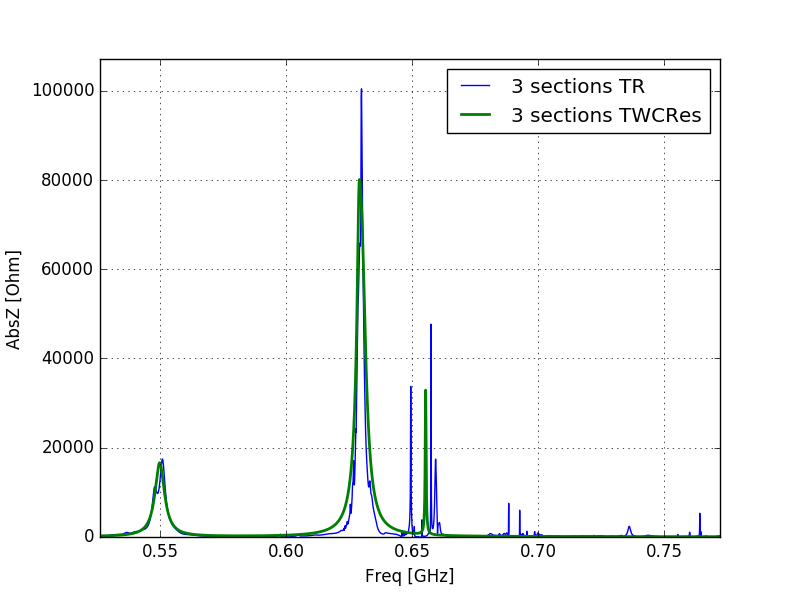 3 sections TR
3 sections TWCRes
100000
80000
60000
40000
20000
0
AbsZ [Ohm]
0.55 0.60 0.65 0.70 0.75
Freq [GHz]